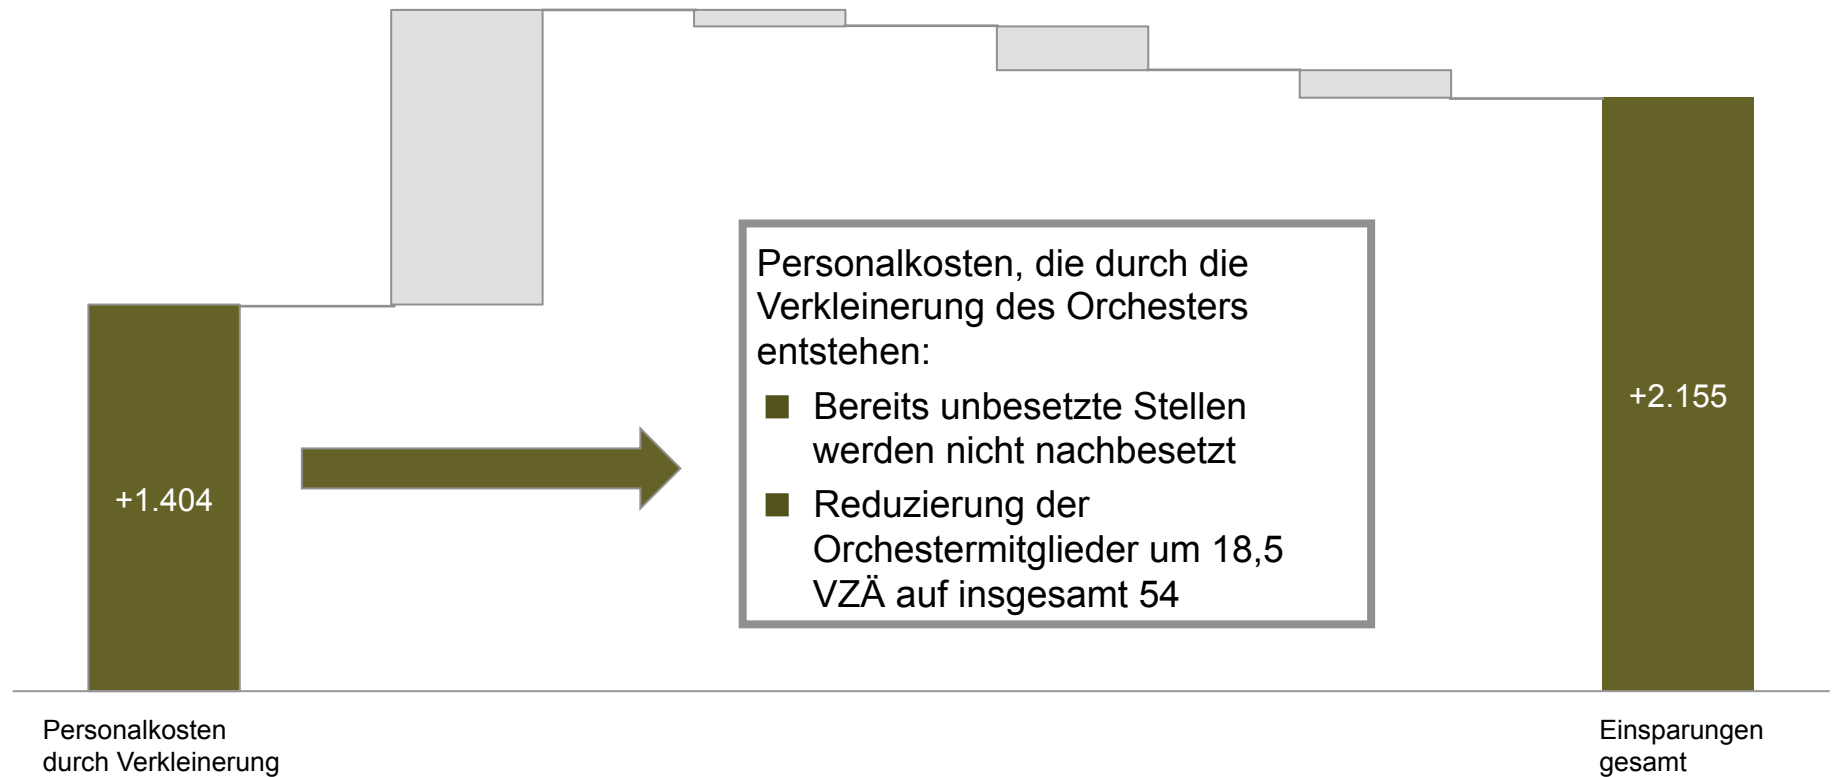 Personalkosten, die durch die
Verkleinerung des Orchesters
entstehen:
Bereits unbesetzte Stellen
werden nicht nachbesetzt
Reduzierung der
Orchestermitglieder um 18,5
VZÄ auf insgesamt 54
+1.404
+2.155
Personalkosten
durch Verkleinerung
Einsparungen
gesamt